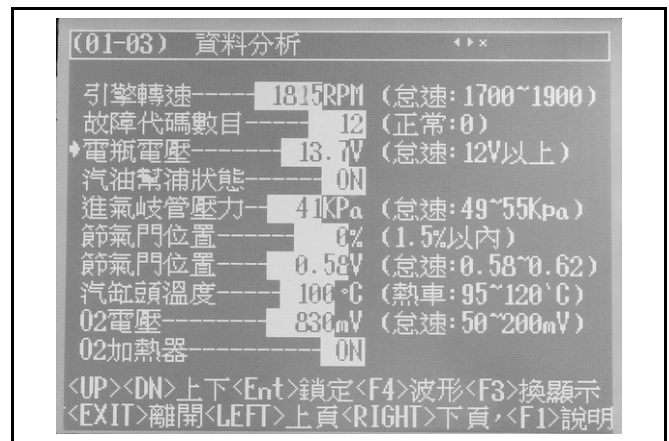 (01-03) 資料分析
引擎轉速-----1815RPM (怠速:1700~1900)
故障代碼數目-------12 (正常:0)
電瓶電壓-------13.7V (怠速:12V以上)
汽油幫浦狀態-------ON
進氣歧管壓力--41KPa (怠速:49~55Kpa)
節氣門位置-------0% (1.5%以內)
節氣門位置-----0.58V (怠速:0.58~0.62)
汽缸頭溫度-----100°C (熱車:95~120`C)
O2電壓---------830mV (怠速:50~200mV)
O2加熱器---------ON
<UP><DN>上下<Ent>鎖定<F4>波形<F3>換顯示
<EXIT>離開<LEFT>上頁<RIGHT>下頁,<F1>說明